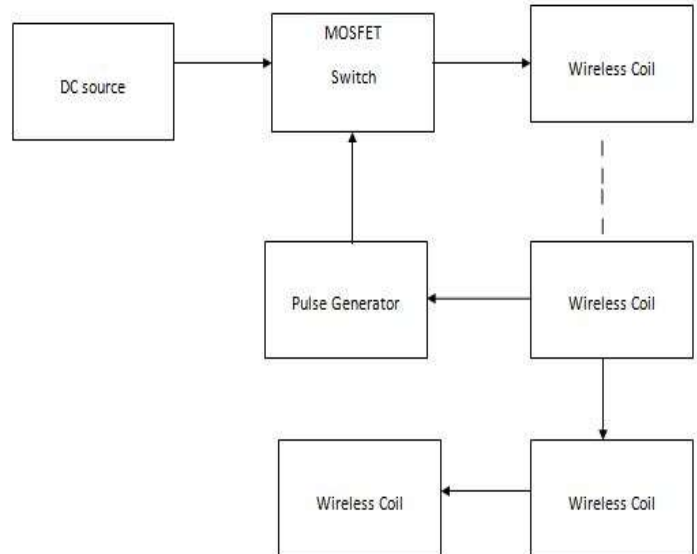 DC source
MOSFET
Switch
Wireless Coil
Pulse Generator
Wireless Coil
Wireless Coil
Wireless Coil